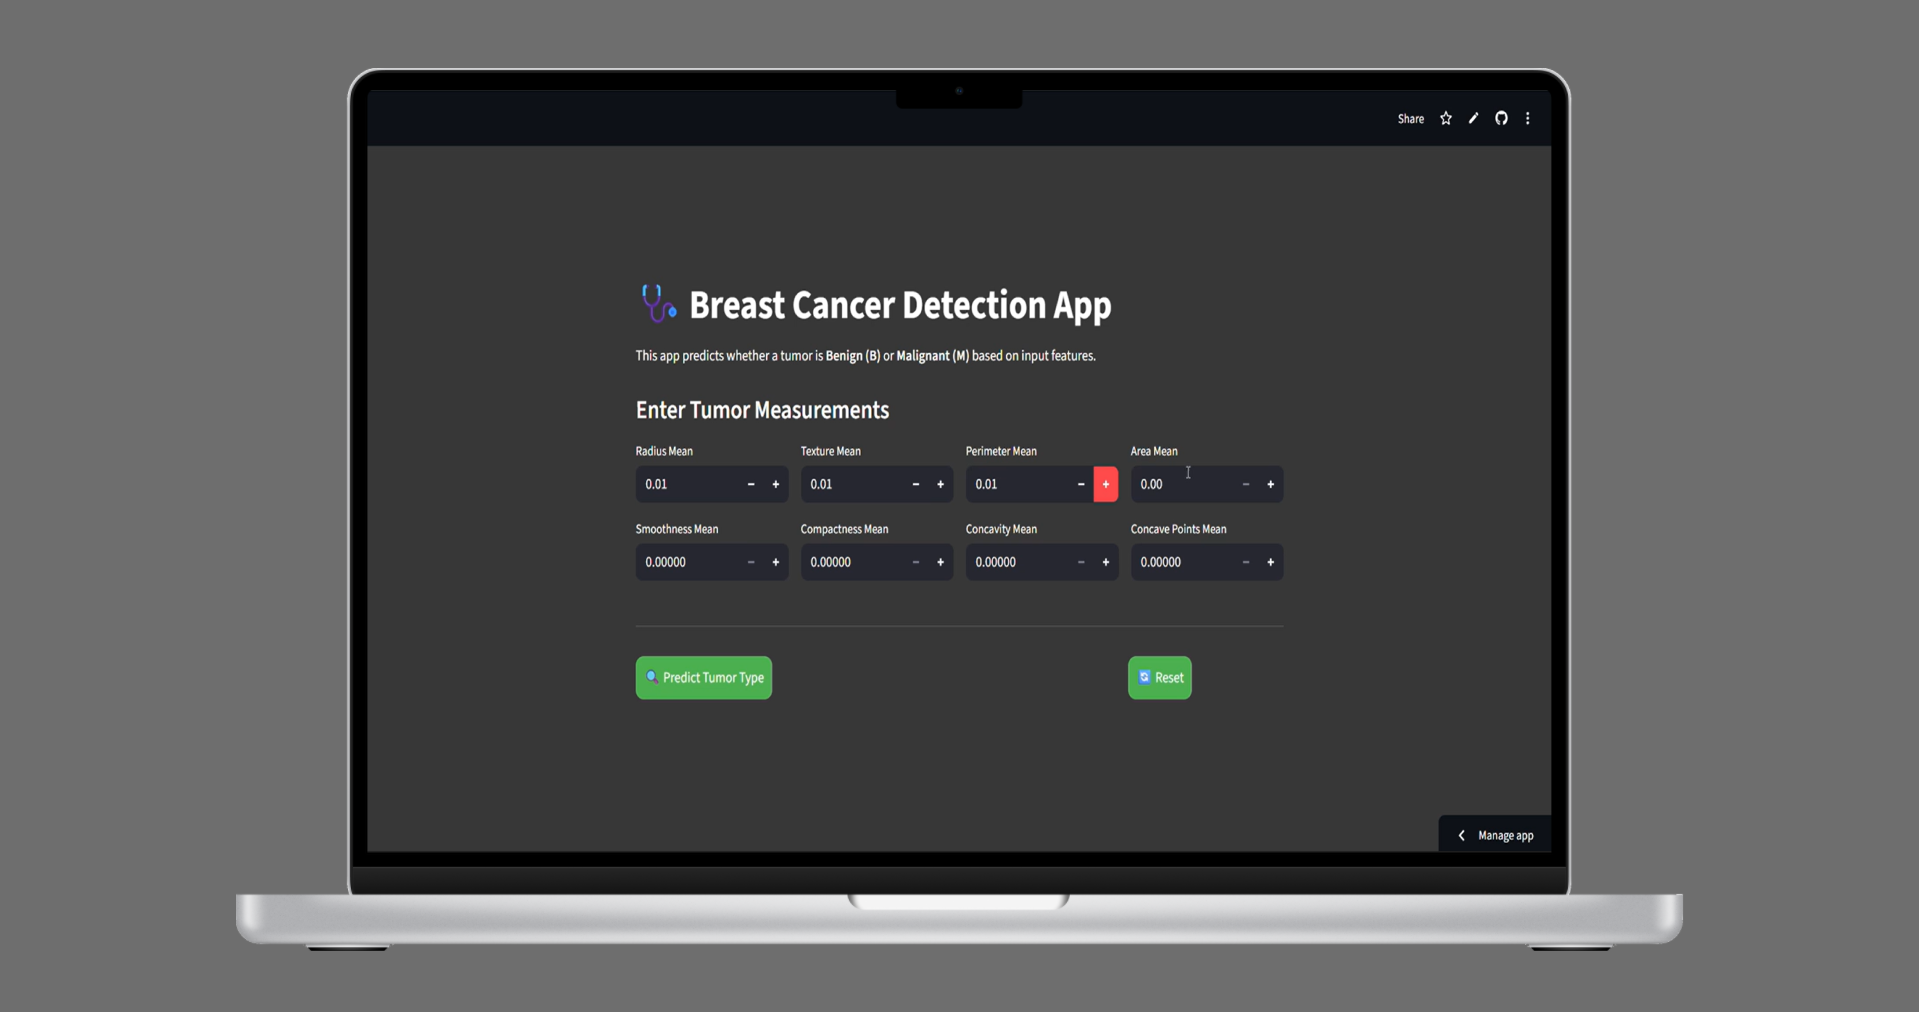 Share
Breast Cancer Detection App
This app predicts whether a tumor is Benign (B) or Malignant (M) based on input features.
Enter Tumor Measurements
Radius Mean Texture Mean Perimeter Mean Area Mean
0.01 - + 0.01 - + 0.01 - + 0.00 - +
Smoothness Mean Compactness Mean Concavity Mean Concave Points Mean
0.00000 - + 0.00000 - + 0.00000 - + 0.00000 - +
Predict Tumor Type Reset
Manage app